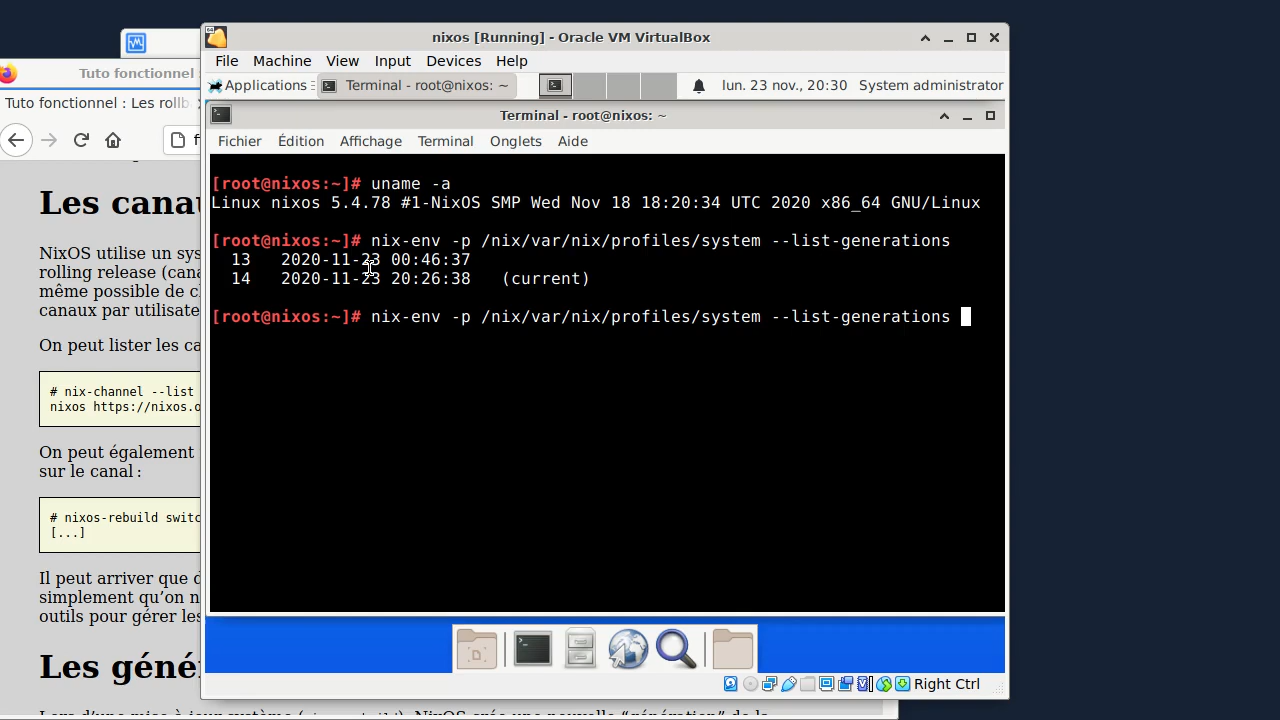 nixos [Running] - Oracle VM VirtualBox
File Machine View Input Devices Help
Applications Terminal - root@nixos: ~ lun. 23 nov., 20:30 System administrator
Terminal - root@nixos: ~
Fichier Édition Affichage Terminal Onglets Aide
[root@nixos:~]# uname -a
Linux nixos 5.4.78 #1-NixOS SMP Wed Nov 18 18:20:34 UTC 2020 x86_64 GNU/Linux
[root@nixos:~]# nix-env -p /nix/var/nix/profiles/system --list-generations
13 2020-11-23 00:46:37
14 2020-11-23 20:26:38 (current)
[root@nixos:~]# nix-env -p /nix/var/nix/profiles/system --list-generations
Right Ctrl
Tuto fonctionnel
Tuto fonctionnel : Les rollb
Les canau
NixOS utilise un sys
rolling release (cana
même possible de c
canaux par utilisate
On peut lister les ca
# nix-channel --list
nixos https://nixos.o
On peut également
sur le canal :
# nixos-rebuild switc
[...]
Il peut arriver que d
simplement qu'on n
outils pour gérer les
Les géné